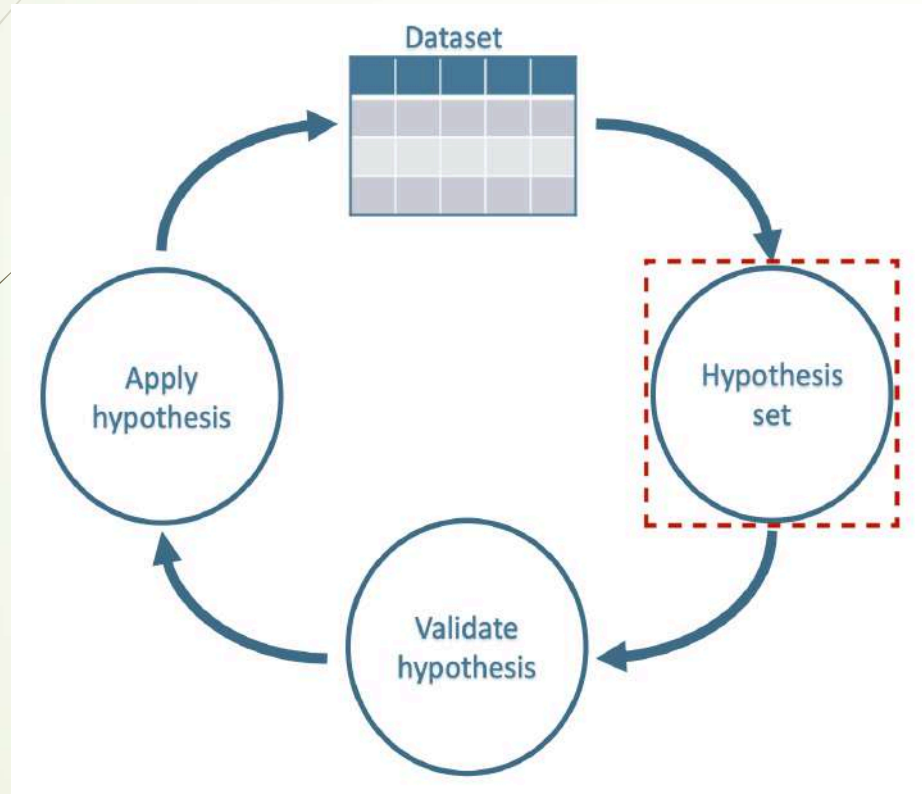 Dataset
Hypothesis
set
Validate
hypothesis
Apply
hypothesis